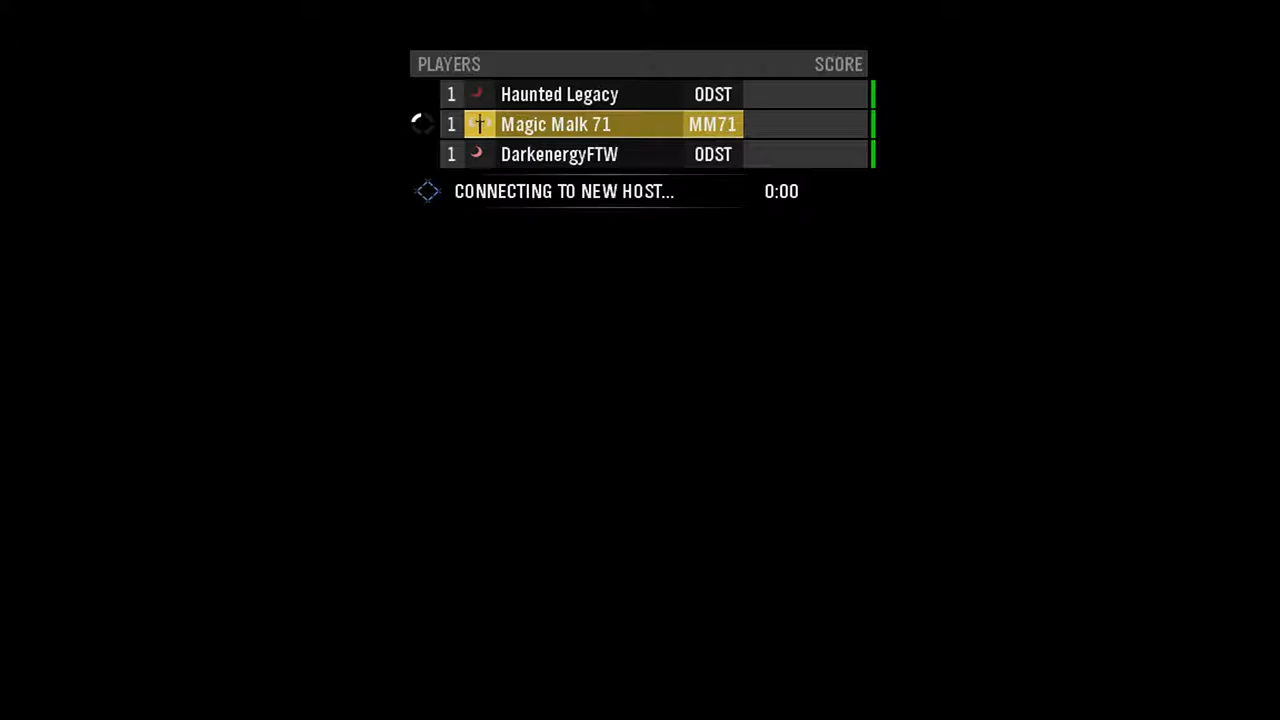 PLAYERS SCORE
1 Haunted Legacy ODST
1 Magic Malk 71 MM71
1 DarkenergyFTW ODST
CONNECTING TO NEW HOST... 0:00